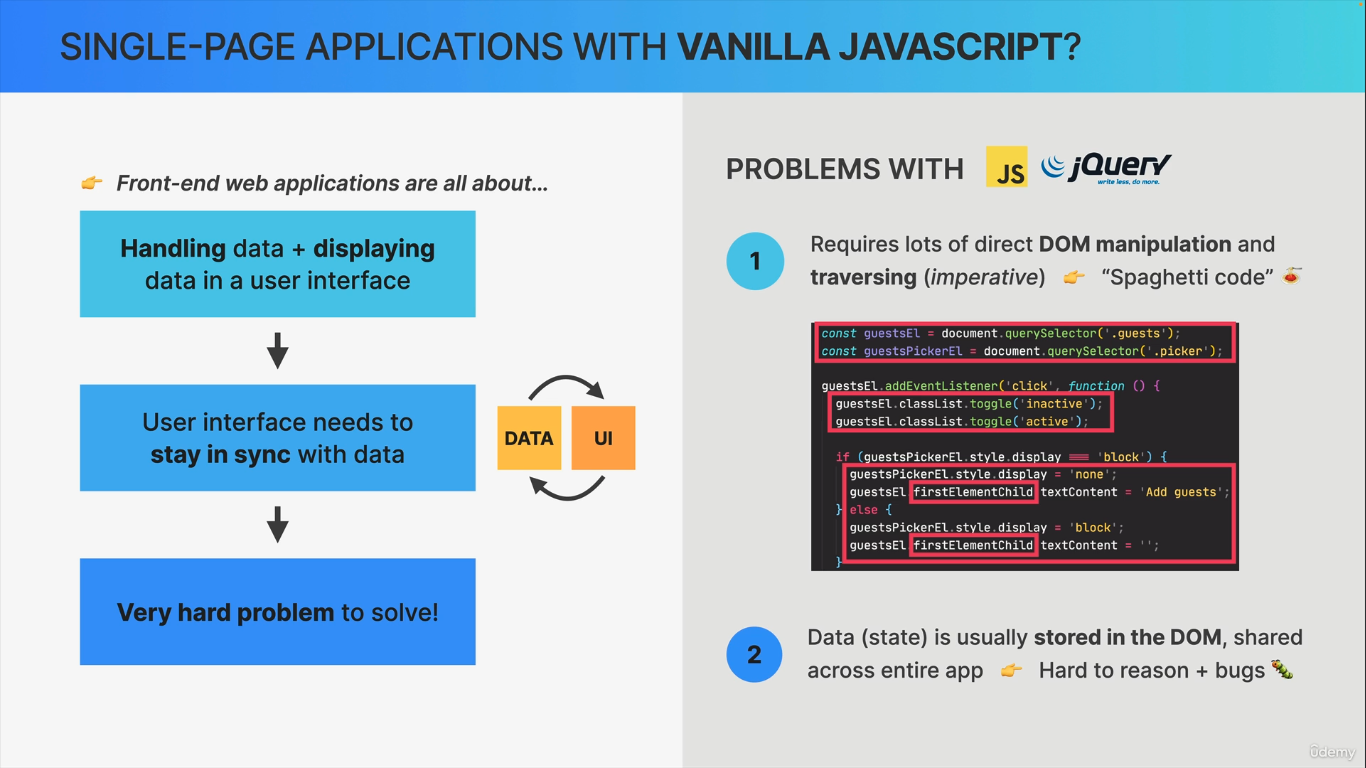 SINGLE-PAGE APPLICATIONS WITH VANILLA JAVASCRIPT?
👉 Front-end web applications are all about…
Handling data + displaying
data in a user interface
User interface needs to
stay in sync with data
DATA
UI
Very hard problem to solve!
PROBLEMS WITH
JS
jQuery
write less, do more.
1
Requires lots of direct DOM manipulation and
traversing (imperative) 👉 “Spaghetti code” 🍝
const guestsEl = document.querySelector('.guests');
const guestsPickerEl = document.querySelector('.picker');
guestsEl.addEventListener('click', function () {
guestsEl.classList.toggle('inactive');
guestsEl.classList.toggle('active');
if (guestsPickerEl.style.display === 'block') {
guestsPickerEl.style.display = 'none';
guestsEl firstElementChild textContent = 'Add guests';
} else {
guestsPickerEl.style.display = 'block';
guestsEl firstElementChild textContent = '';
}
2
Data (state) is usually stored in the DOM, shared
across entire app 👉 Hard to reason + bugs 🐛
ûdemy